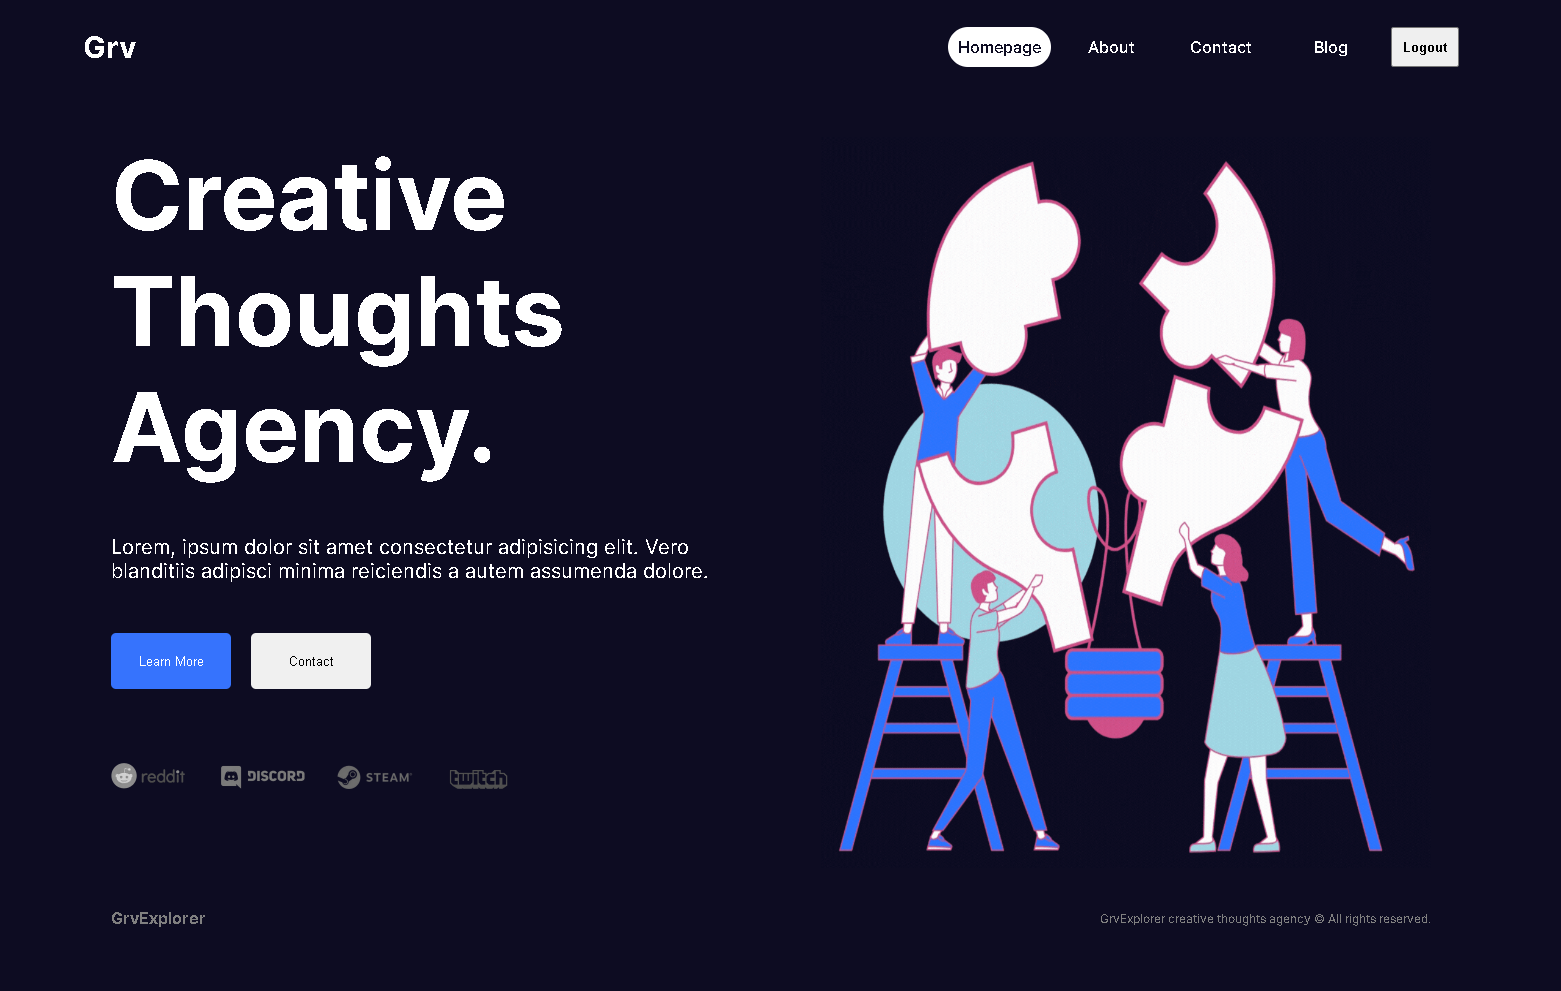 Grv
Homepage About Contact Blog Logout
Creative
Thoughts
Agency.
Lorem, ipsum dolor sit amet consectetur adipisicing elit. Vero
blanditiis adipisci minima reiciendis a autem assumenda dolore.
Learn More Contact
reddit DISCORD STEAM twitch
GrvExplorer
GrvExplorer creative thoughts agency © All rights reserved.